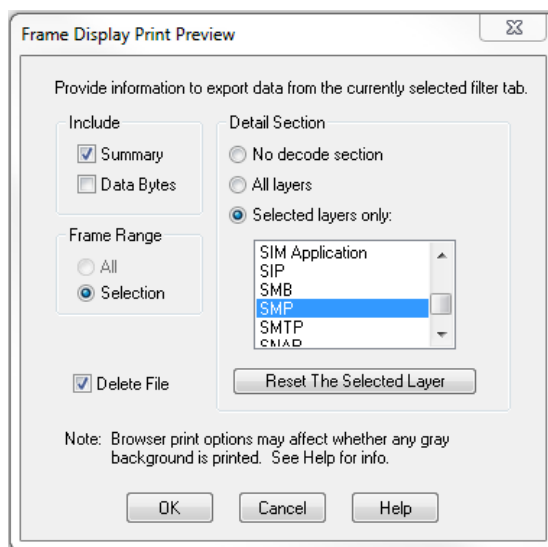 Frame Display Print Preview
Provide information to export data from the currently selected filter tab.
Include
Summary
Data Bytes
Frame Range
All
Selection
Delete File
Detail Section
No decode section
All layers
Selected layers only:
SIM Application
SIP
SMB
SMP
SMTP
SNAP
Reset The Selected Layer
Note: Browser print options may affect whether any gray
background is printed. See Help for info.
OK
Cancel
Help